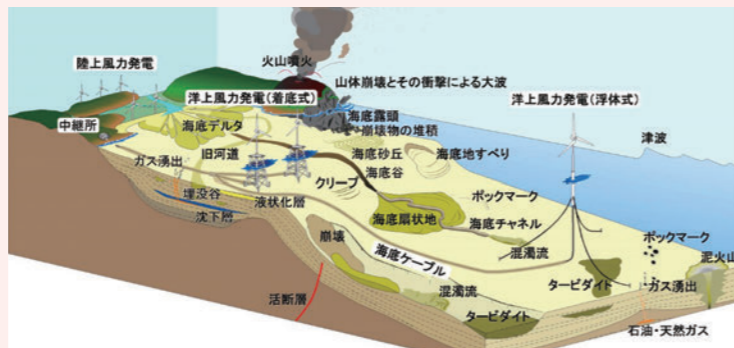 火山噴火
陸上風力発電
山体崩壊とその衝撃による大波
洋上風力発電(着底式)
洋上風力発電(浮体式)
海底露頭
中継所
海底デルタ
崩壊物の堆積
津波
海底砂丘
海底地すべり
ガス湧出
旧河道
海底谷
クリープ
ポックマーク
埋没谷
液状化層
沈下層
海底扇状地
海底チャネル
崩壊
混濁流
ポックマーク
海底ケーブル
泥火山
混濁流
タービダイト
ガス湧出
活断層
タービダイト
石油・天然ガス